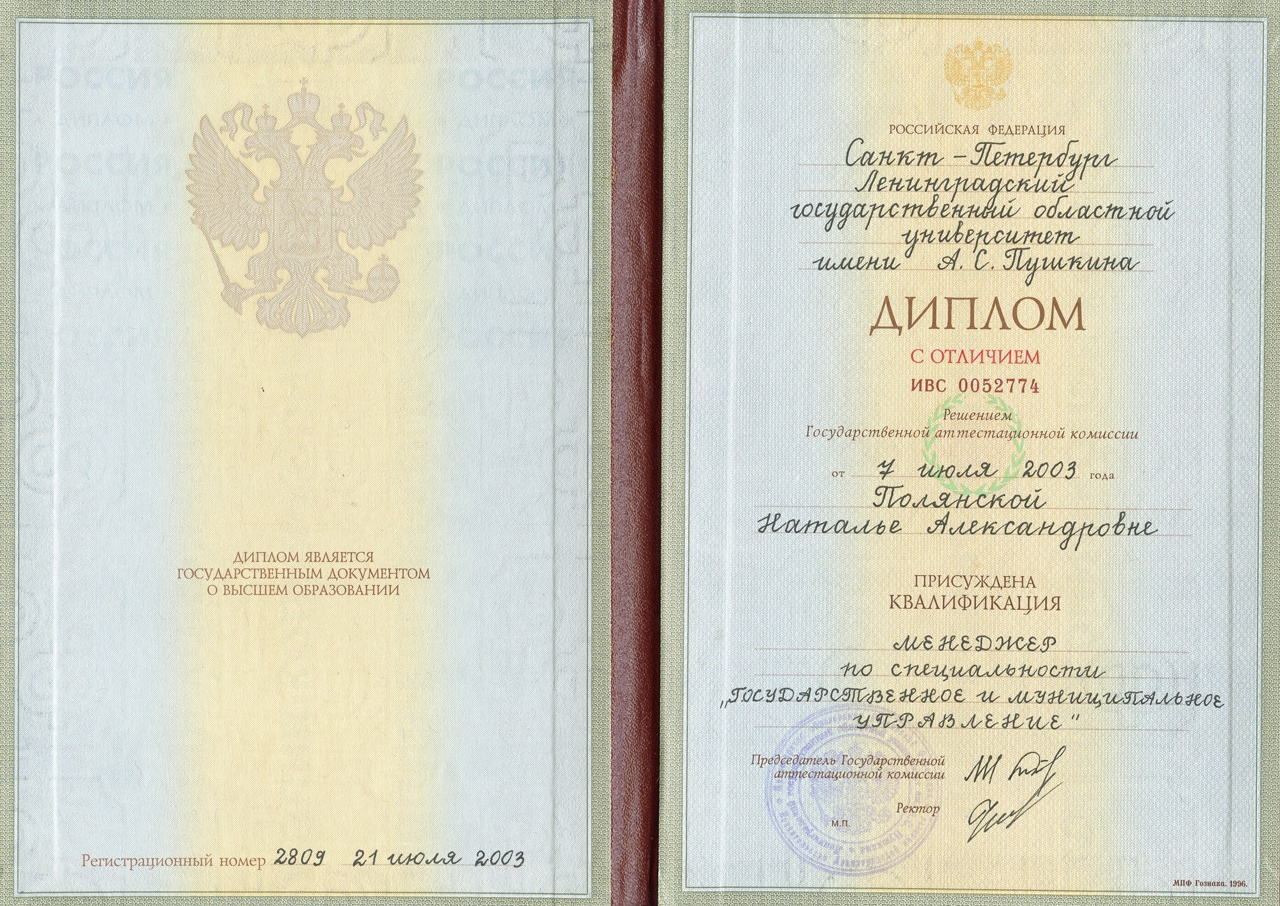 ДИПЛОМ ЯВЛЯЕТСЯ
ГОСУДАРСТВЕННЫМ ДОКУМЕНТОМ
О ВЫСШЕМ ОБРАЗОВАНИИ
Регистрационный номер 2809 21 июля 2003
РОССИЙСКАЯ ФЕДЕРАЦИЯ
Санкт-Петербург
Ленинградский
государственный областной
университет
имени А.С.Пушкина
ДИПЛОМ
С ОТЛИЧИЕМ
ИВС 0052774
Решением
Государственной аттестационной комиссии
от 7 июля 2003 года
Полянской
Наталье Александровне
ПРИСУЖДЕНА
КВАЛИФИКАЦИЯ
МЕНЕДЖЕР
по специальности
„ГОСУДАРСТВЕННОЕ И МУНИЦИПАЛЬНОЕ
УПРАВЛЕНИЕ"
Председатель Государственной
аттестационной комиссии
Ректор
М.П.
МПФ Гознака. 1996.